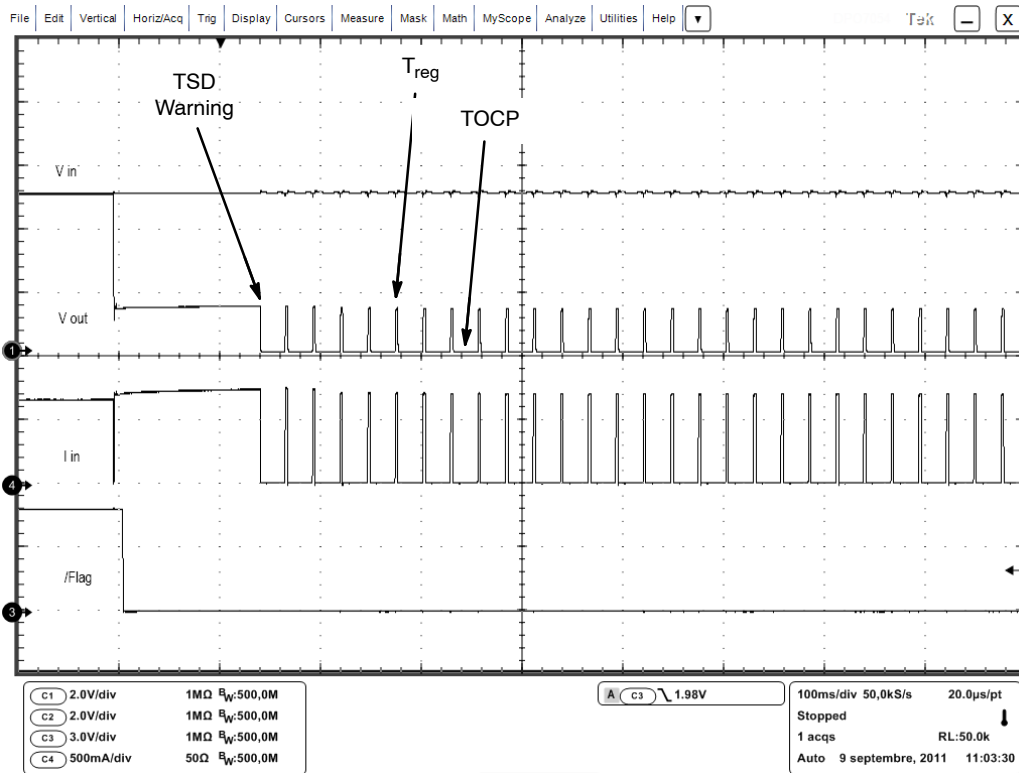 File Edit Vertical Horiz/Acq Trig Display Cursors Measure Mask Math MyScope Analyze Utilities Help ▼ Tek – X
TSD
Warning
Treg
TOCP
V in
V out
1
I in
4
/Flag
3
C1 2.0V/div 1MΩ BW:500,0M
C2 2.0V/div 1MΩ BW:500,0M
C3 3.0V/div 1MΩ BW:500,0M
C4 500mA/div 50Ω BW:500,0M
A C3 1.98V
100ms/div 50,0kS/s 20.0µs/pt
Stopped
1 acqs RL:50.0k
Auto 9 septembre, 2011 11:03:30